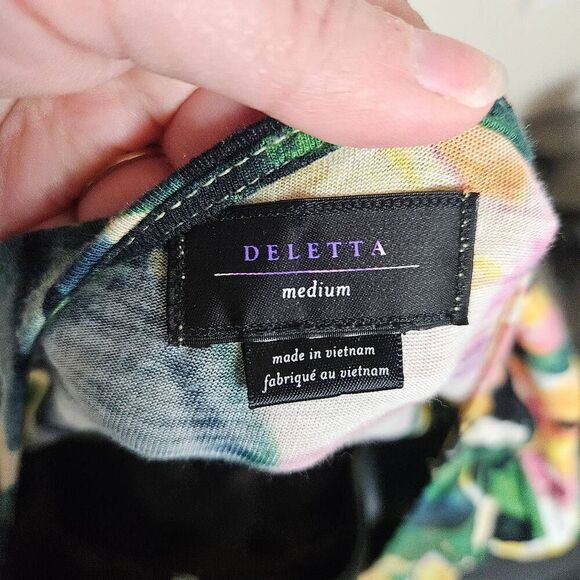 DELETTA
medium
made in vietnam
fabriqué au vietnam